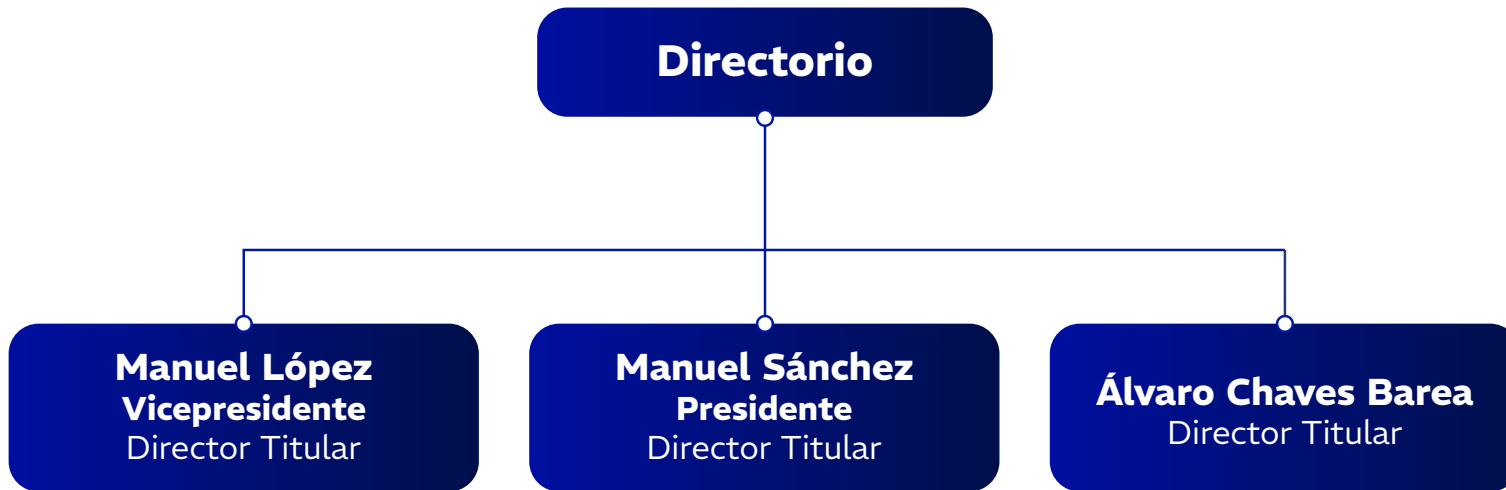 Directorio
Manuel López
Vicepresidente
Director Titular
Manuel Sánchez
Presidente
Director Titular
Álvaro Chaves Barea
Director Titular